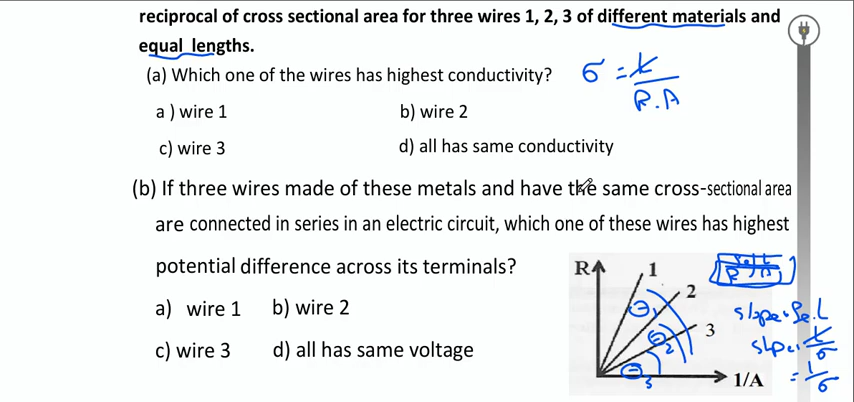 reciprocal of cross sectional area for three wires 1, 2, 3 of different materials and
equal lengths.
(a) Which one of the wires has highest conductivity?
σ = L
R.A
a ) wire 1 b) wire 2
c) wire 3 d) all has same conductivity
(b) If three wires made of these metals and have the same cross-sectional area
are connected in series in an electric circuit, which one of these wires has highest
potential difference across its terminals?
a) wire 1 b) wire 2
c) wire 3 d) all has same voltage
R 1
2
3
1/A
θ1
θ2
θ3
slope = ρe.L
slope = L
σ
= 1
σ